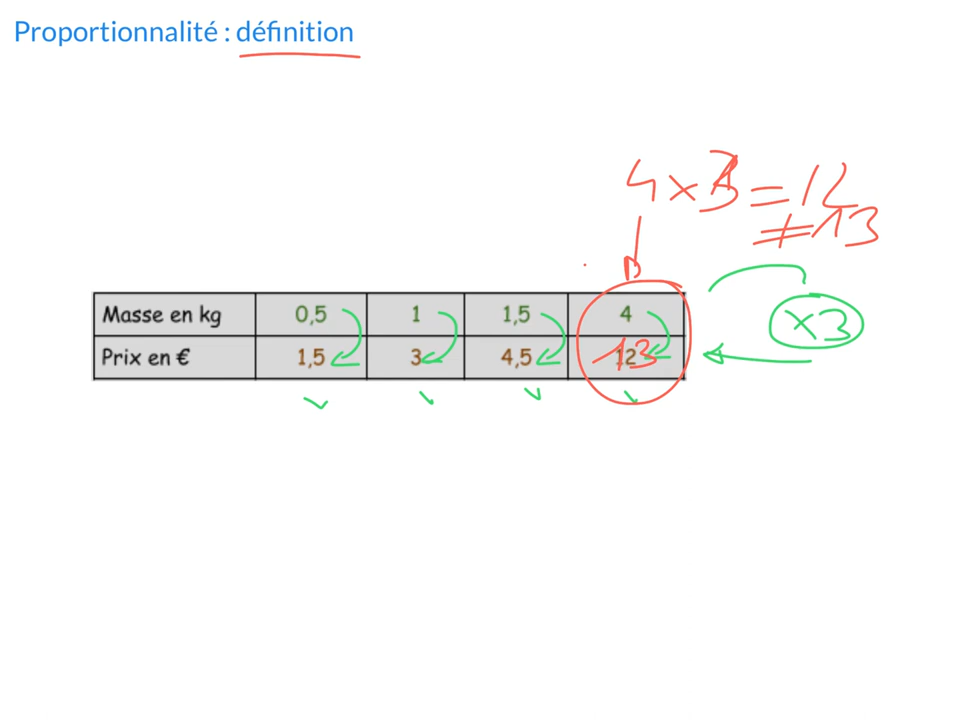 Proportionnalité : définition
4 × 3 = 12
≠ 13
Masse en kg 0,5 1 1,5 4
×3
Prix en € 1,5 3 4,5 12
13